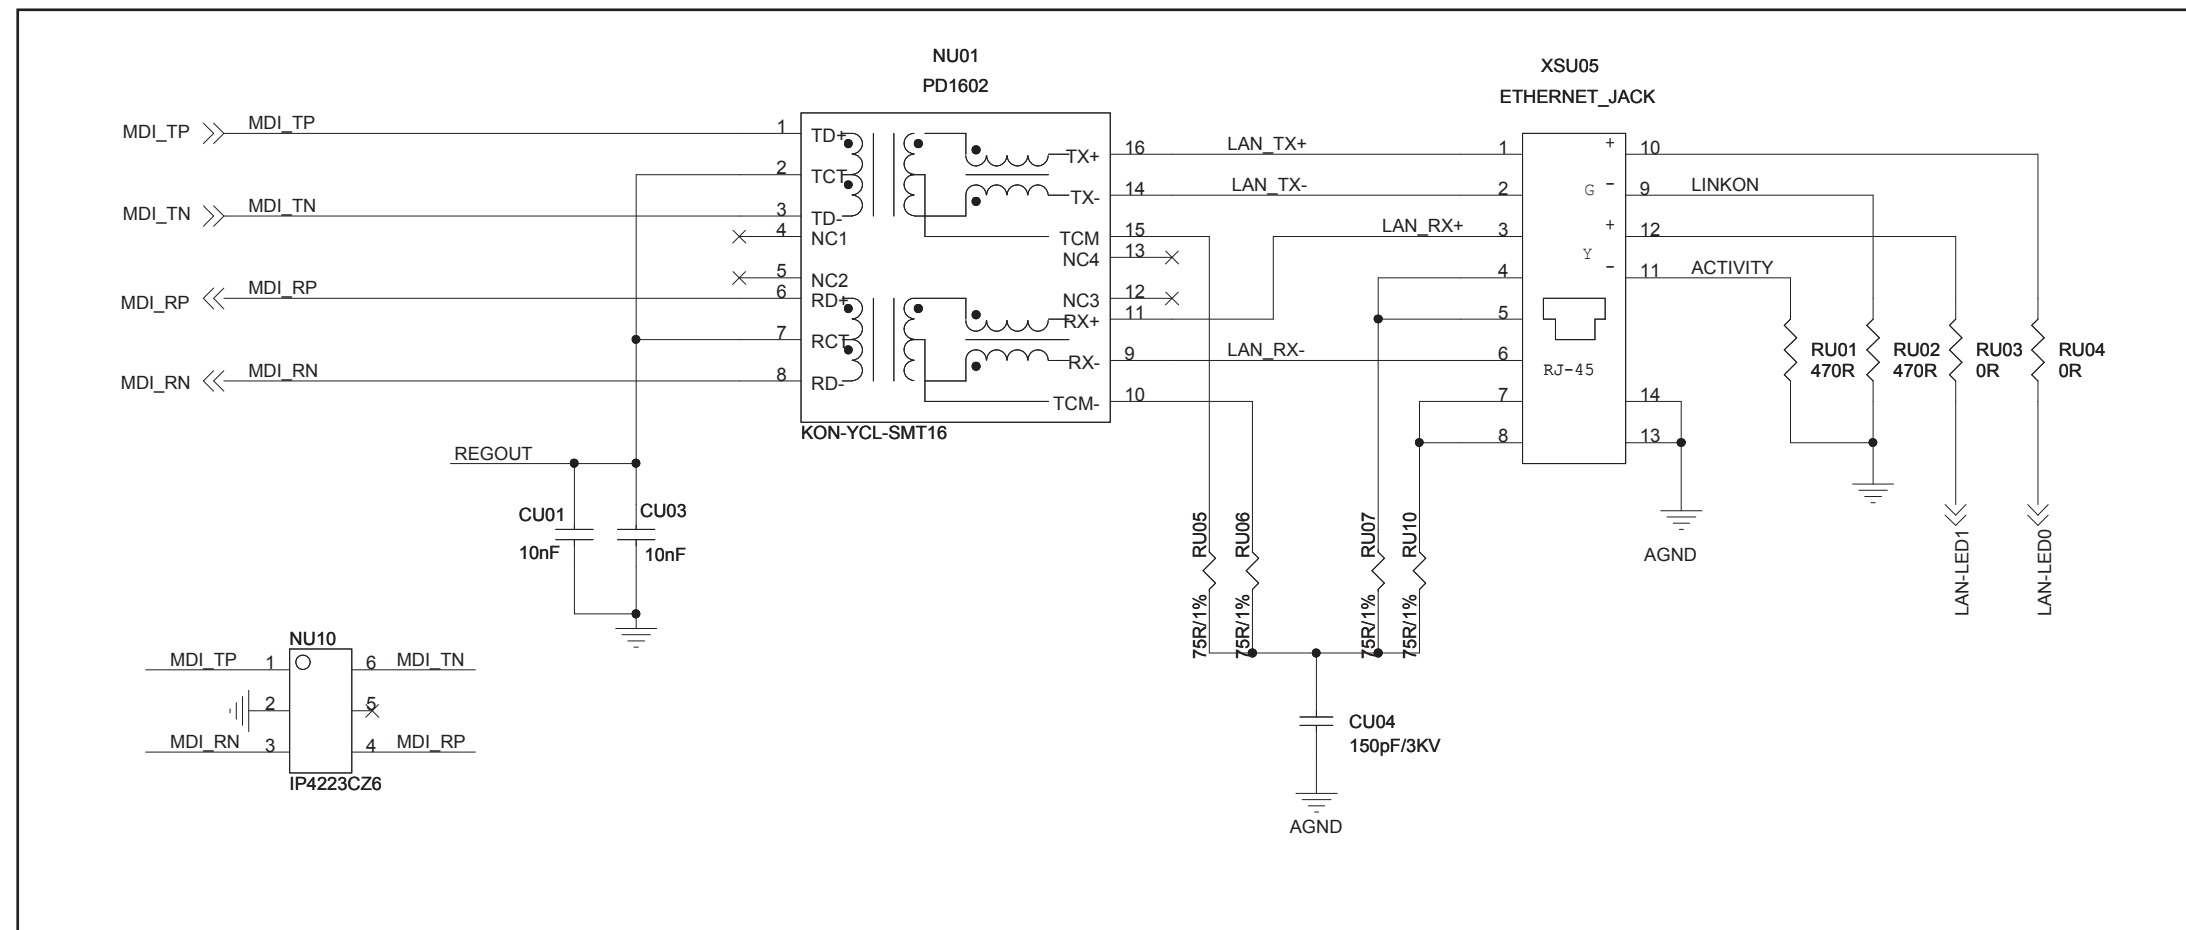 NU01
PD1602
XSU05
ETHERNET_JACK
MDI_TP
MDI_TP
1
TD+
TX+
16
LAN_TX+
1
+
10
2
TCT
TX-
14
LAN_TX-
2
G
-
9
LINKON
MDI_TN
MDI_TN
3
TD-
4
NC1
TCM
15
NC4
13
LAN_RX+
3
+
12
Y
5
NC2
4
-
11
ACTIVITY
MDI_RP
MDI_RP
6
RD+
NC3
12
RX+
11
5
7
RCT
RX-
9
LAN_RX-
6
RJ-45
RU01
470R
RU02
470R
RU03
0R
RU04
0R
MDI_RN
MDI_RN
8
RD-
TCM-
10
7
14
8
13
KON-YCL-SMT16
REGOUT
CU01
10nF
CU03
10nF
RU05
75R/1%
RU06
75R/1%
RU07
75R/1%
RU10
75R/1%
AGND
LAN-LED1
LAN-LED0
NU10
MDI_TP
1
6
MDI_TN
2
5
MDI_RN
3
4
MDI_RP
IP4223CZ6
CU04
150pF/3KV
AGND